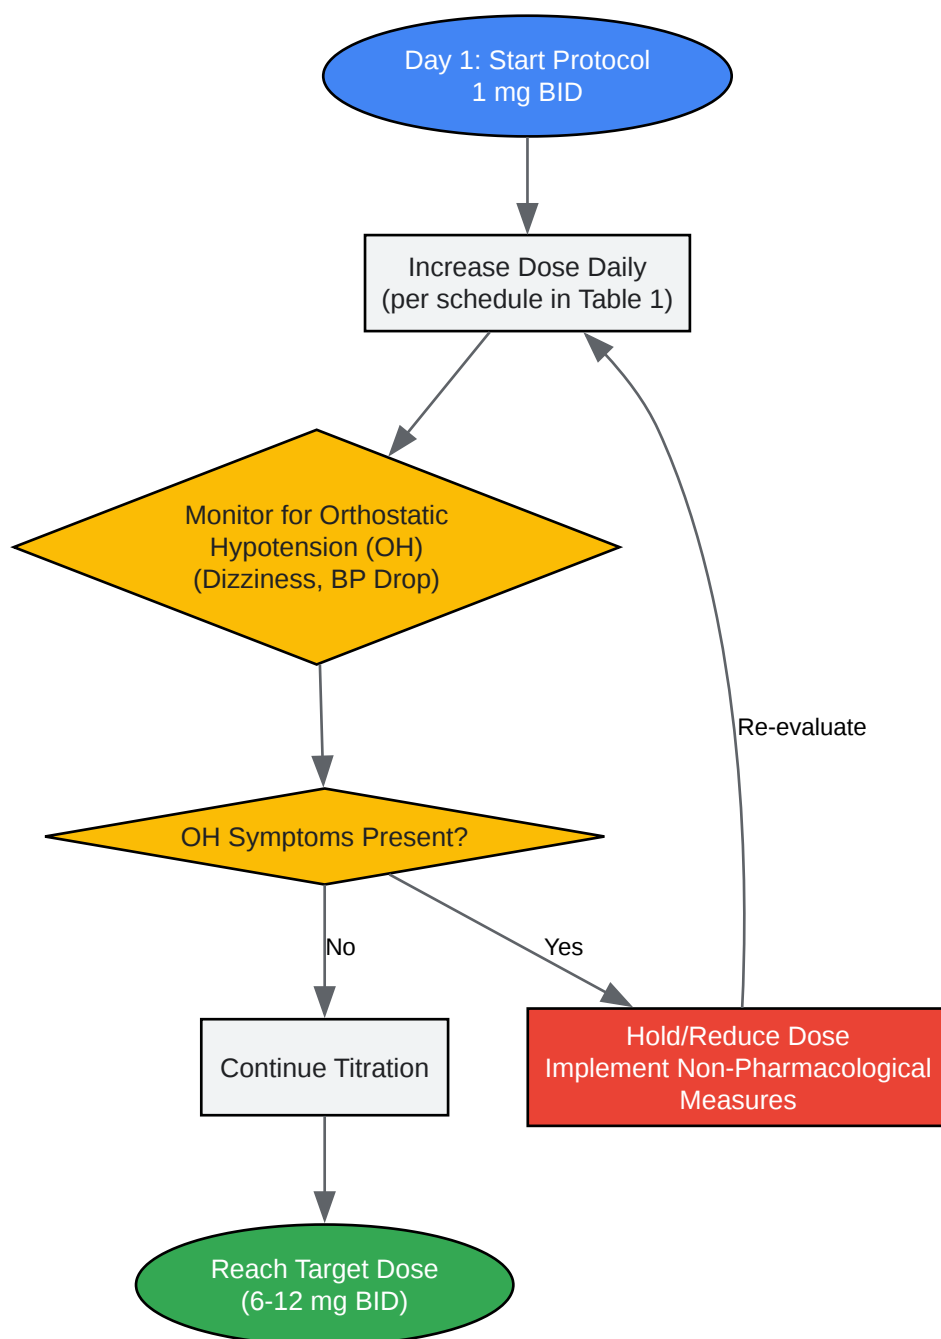 Day 1: Start Protocol
1 mg BID
Increase Dose Daily
(per schedule in Table 1)
Monitor for Orthostatic
Hypotension (OH)
(Dizziness, BP Drop)
Re-evaluate
OH Symptoms Present?
No
Yes
Continue Titration
Hold/Reduce Dose
Implement Non-Pharmacological
Measures
Reach Target Dose
(6-12 mg BID)